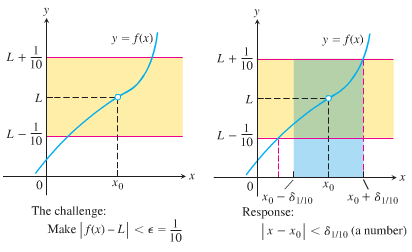 y
y = f(x)
L + 1/10
L
L − 1/10
0
x₀
x
The challenge:
Make |f(x) – L| < ϵ = 1/10
y
y = f(x)
L + 1/10
L
L − 1/10
0
x₀
x
x₀ − δ₁/₁₀
x₀ + δ₁/₁₀
Response:
|x − x₀| < δ₁/₁₀ (a number)